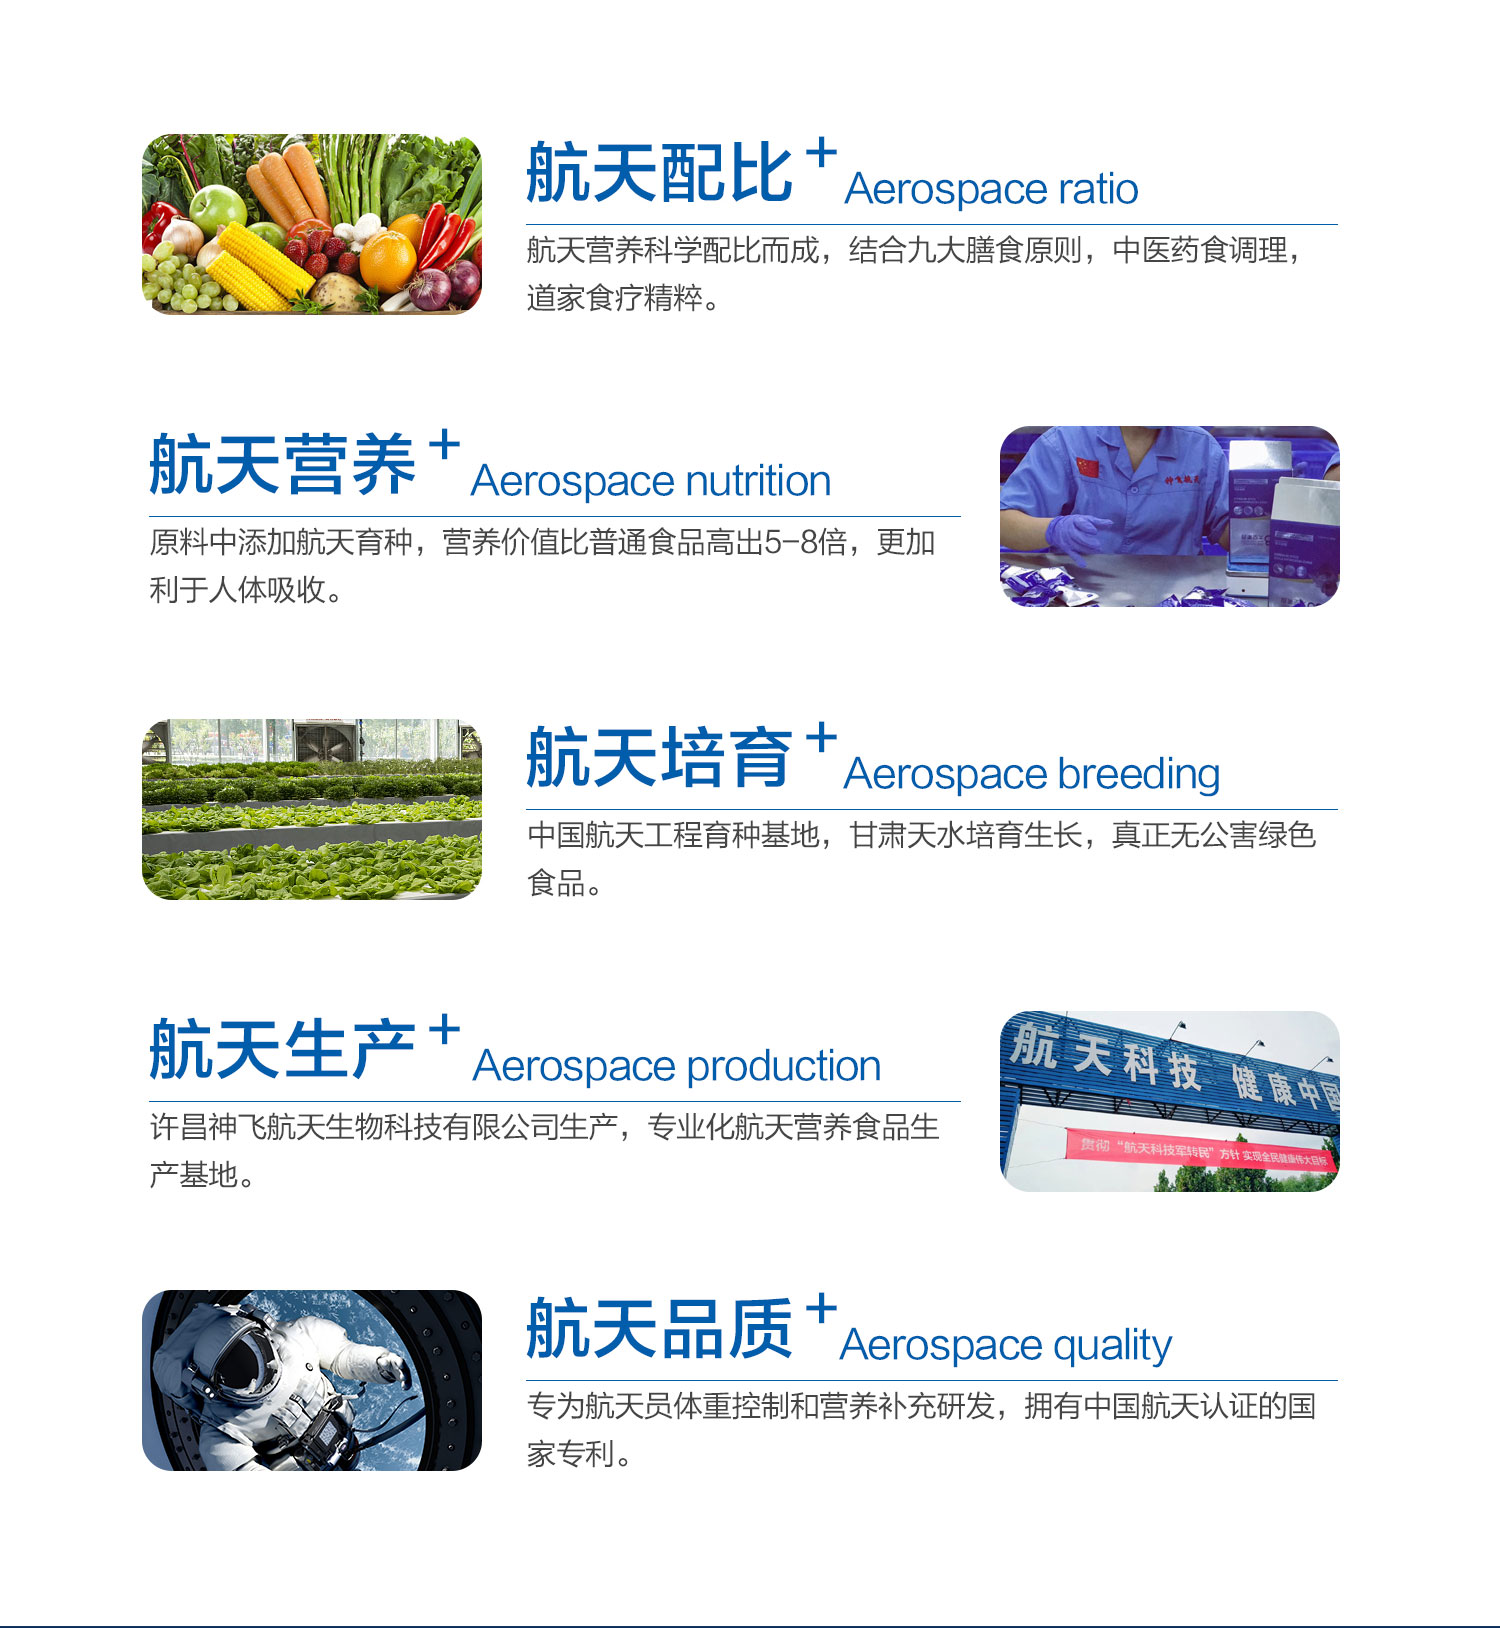 航天配比+ Aerospace ratio
航天营养科学配比而成，结合九大膳食原则，中医药食调理，
道家食疗精粹。
航天营养+ Aerospace nutrition
原料中添加航天育种，营养价值比普通食品高出5-8倍，更加
利于人体吸收。
航天培育+ Aerospace breeding
中国航天工程育种基地，甘肃天水培育生长，真正无公害绿色
食品。
航天生产+ Aerospace production
许昌神飞航天生物科技有限公司生产，专业化航天营养食品生
产基地。
航天科技 健康中国
贯彻“航天科技军转民”方针 实现全民健康伟大目标
航天品质+ Aerospace quality
专为航天员体重控制和营养补充研发，拥有中国航天认证的国
家专利。